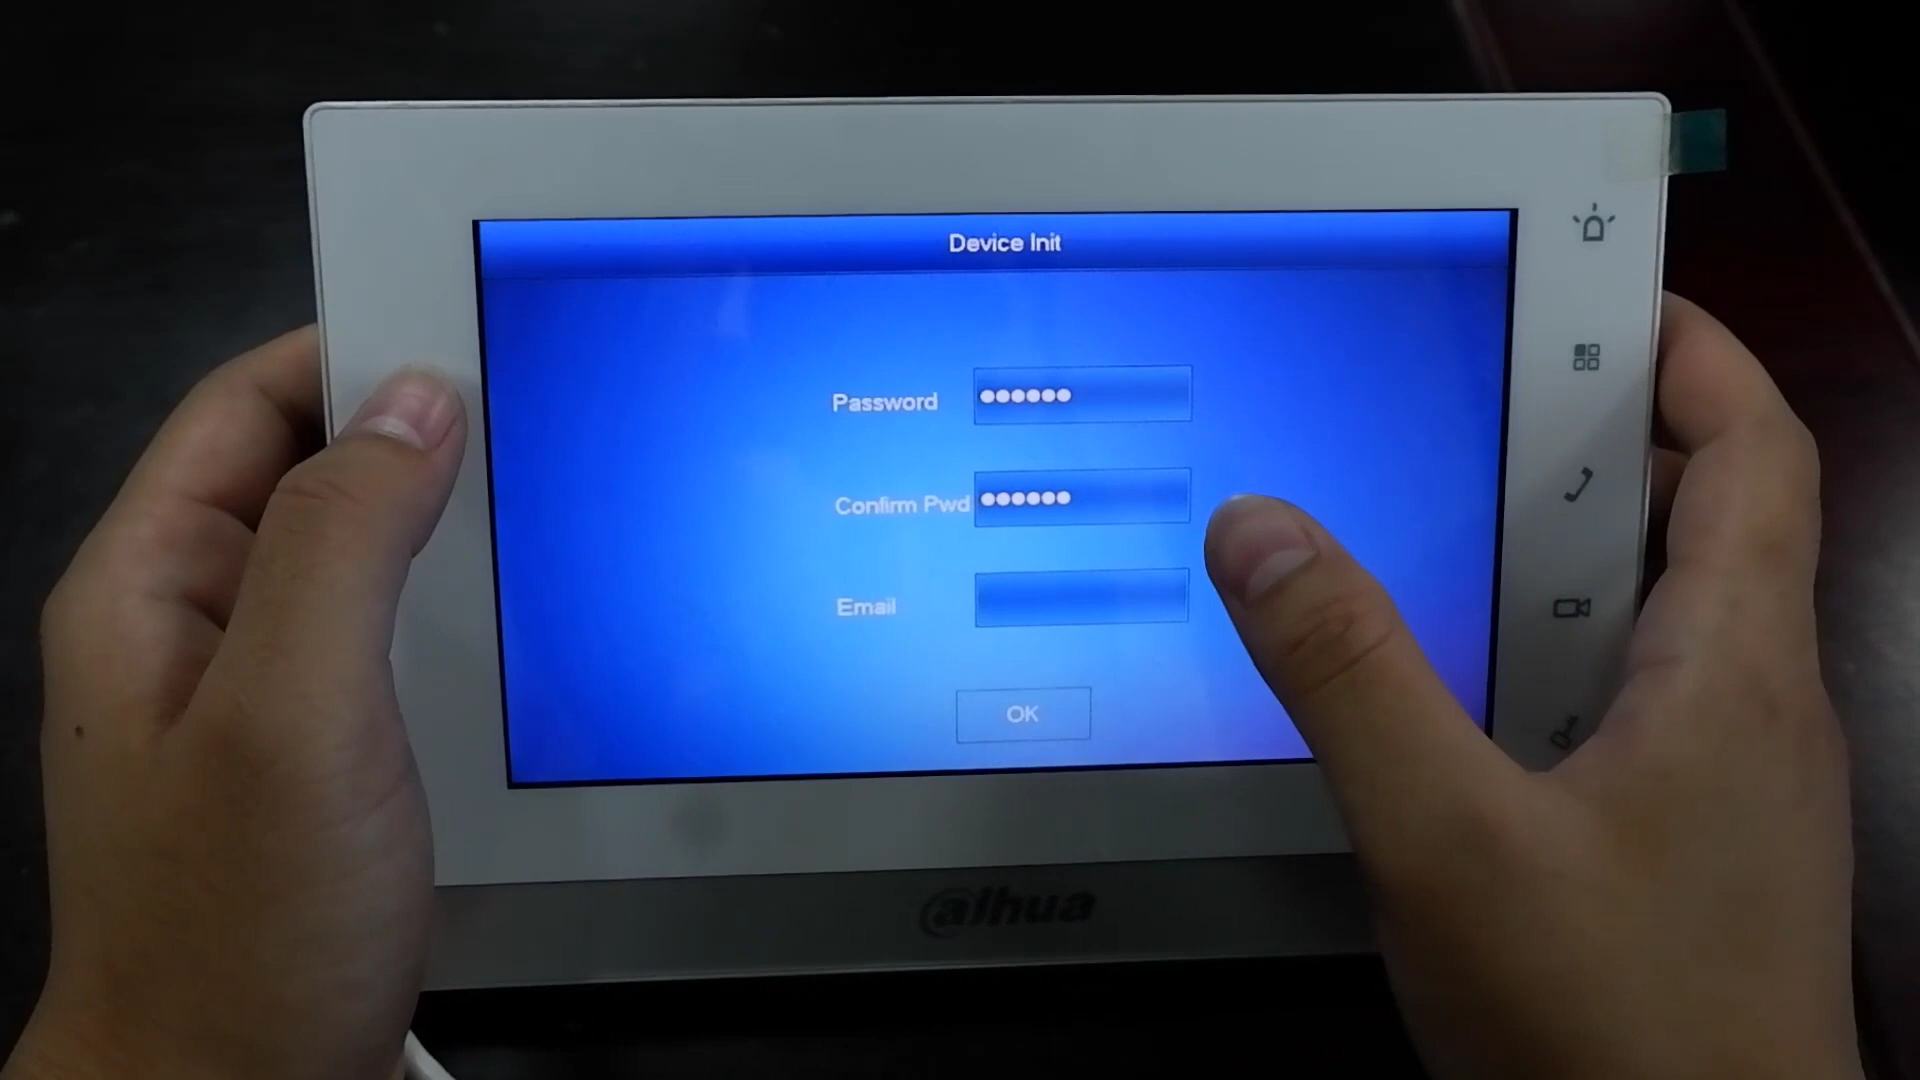 Device Init
Password ●●●●●●
Confirm Pwd ●●●●●●
Email
OK
alhua